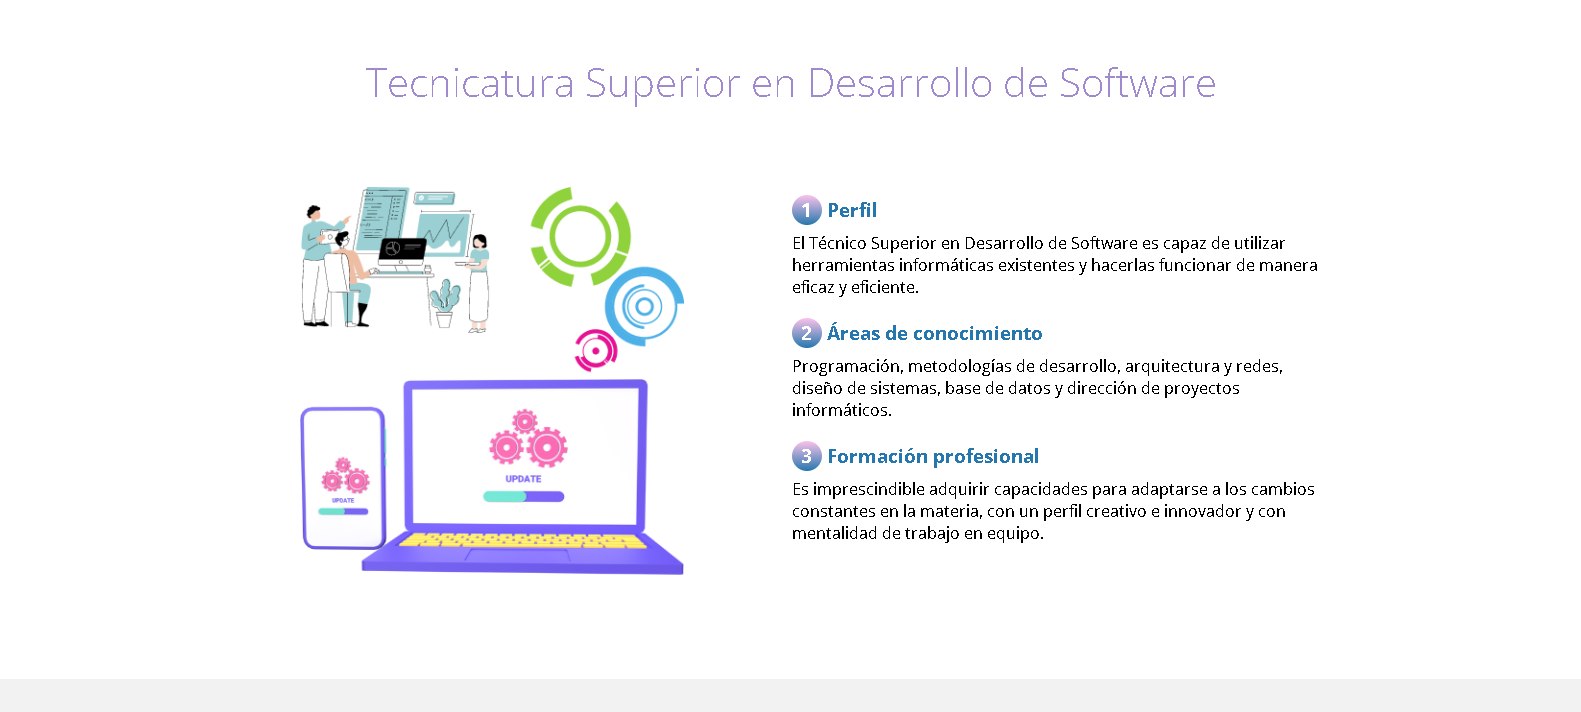 Tecnicatura Superior en Desarrollo de Software
1 Perfil
El Técnico Superior en Desarrollo de Software es capaz de utilizar
herramientas informáticas existentes y hacerlas funcionar de manera
eficaz y eficiente.
2 Áreas de conocimiento
Programación, metodologías de desarrollo, arquitectura y redes,
diseño de sistemas, base de datos y dirección de proyectos
informáticos.
3 Formación profesional
Es imprescindible adquirir capacidades para adaptarse a los cambios
constantes en la materia, con un perfil creativo e innovador y con
mentalidad de trabajo en equipo.
UPDATE
UPDATE